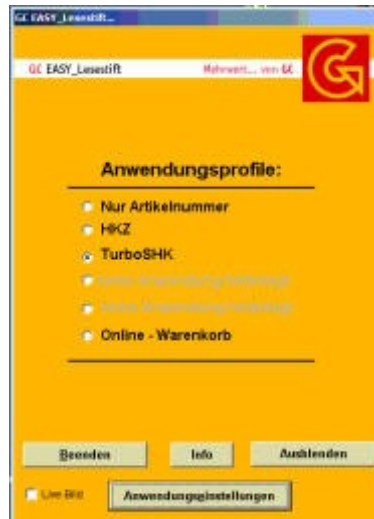 GC EASY_Lesestift...
GC EASY_Lesestift Mehrwert... von GC
Anwendungsprofile:
Nur Artikelnummer
HKZ
TurboSHK
Online - Warenkorb
Beenden Info Ausblenden
Live Bild Anwendungseinstellungen